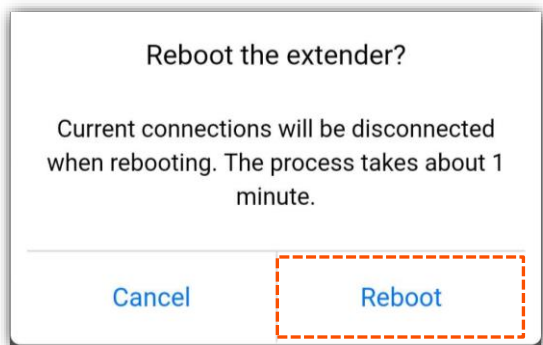 Reboot the extender?
Current connections will be disconnected
when rebooting. The process takes about 1
minute.
Cancel
Reboot